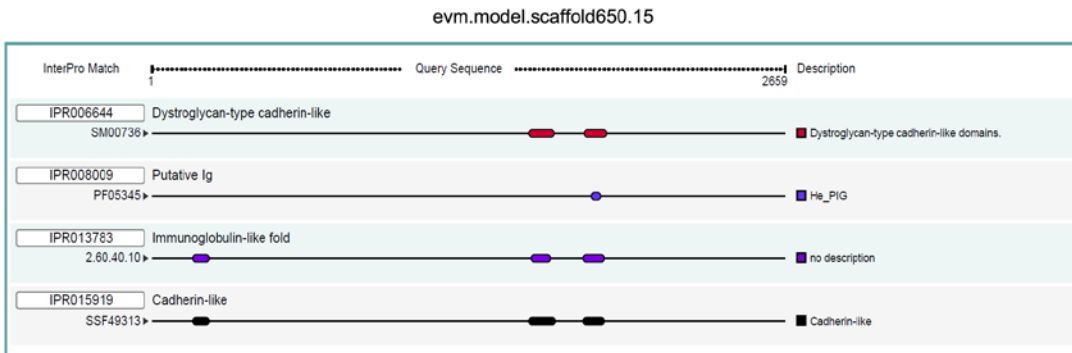 evm.model.scaffold650.15
InterPro Match Query Sequence Description
1 2659
IPR006644 Dystroglycan-type cadherin-like
SM00736 Dystroglycan-type cadherin-like domains.
IPR008009 Putative Ig
PF05345 He_PIG
IPR013783 Immunoglobulin-like fold
2.60.40.10 no description
IPR015919 Cadherin-like
SSF49313 Cadherin-like